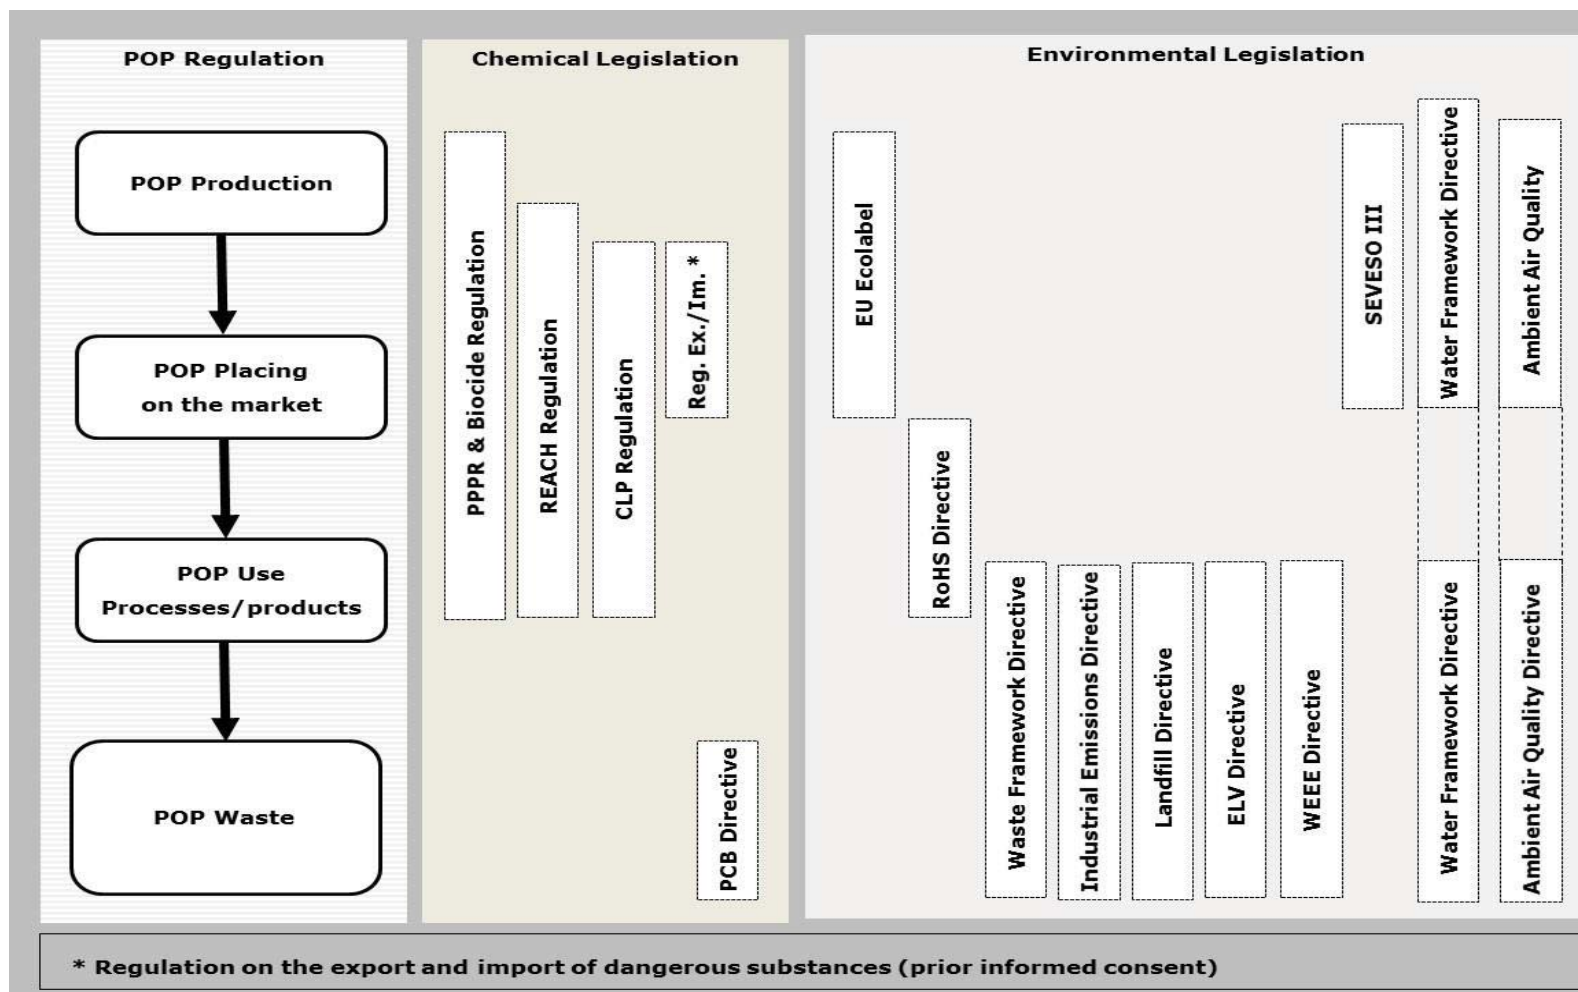 POP Regulation
POP Production
POP Placing
on the market
POP Use
Processes/products
POP Waste
Chemical Legislation
PPPR & Biocide Regulation
REACH Regulation
CLP Regulation
Reg. Ex./Im. *
PCB Directive
Environmental Legislation
EU Ecolabel
RoHS Directive
Waste Framework Directive
Industrial Emissions Directive
Landfill Directive
ELV Directive
WEEE Directive
SEVESO III
Water Framework Directive
Ambient Air Quality
Water Framework Directive
Ambient Air Quality Directive
* Regulation on the export and import of dangerous substances (prior informed consent)